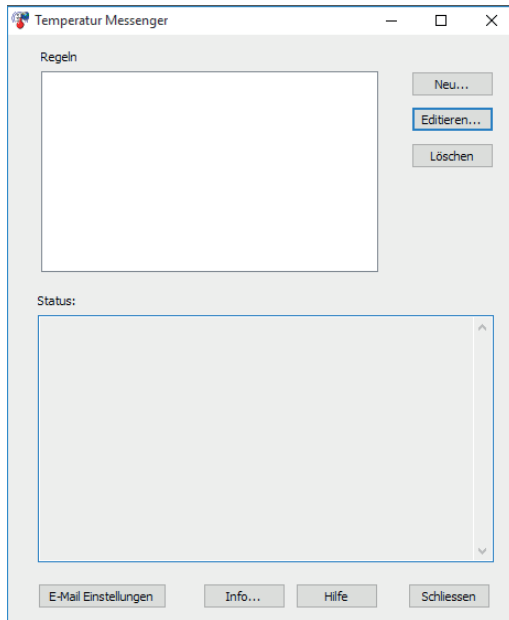 Temperatur Messenger
Regeln
Neu...
Editieren...
Löschen
Status:
E-Mail Einstellungen
Info...
Hilfe
Schliessen